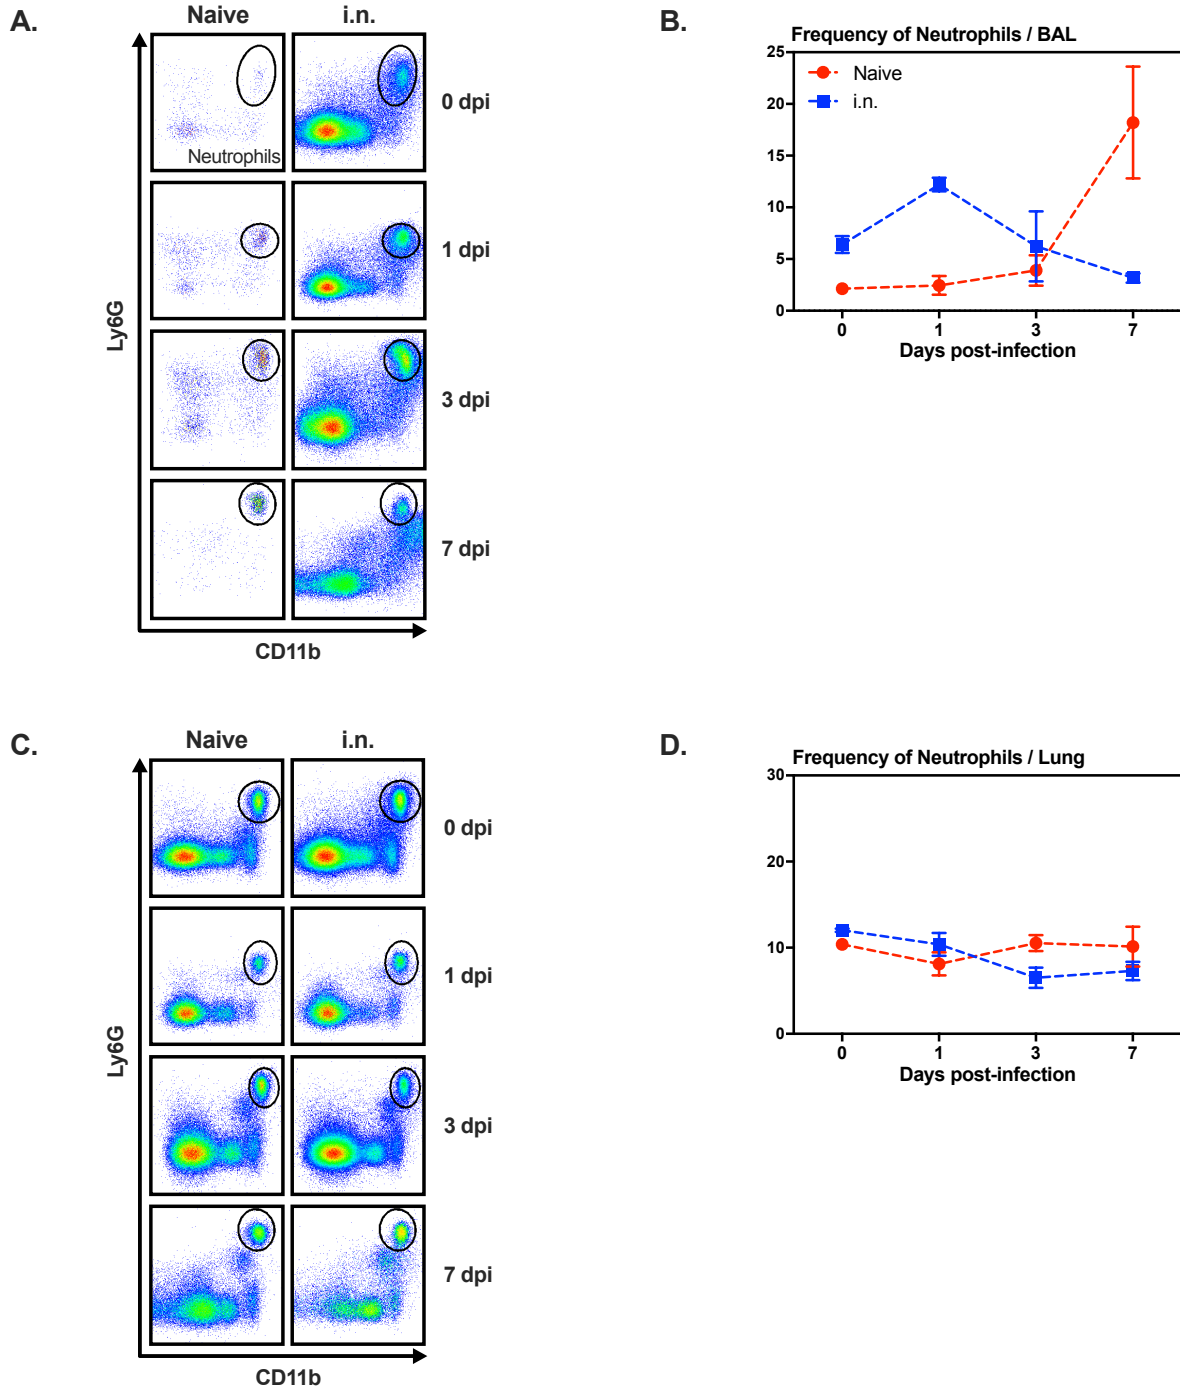 A.
Naive i.n.
Neutrophils
0 dpi
1 dpi
3 dpi
7 dpi
Ly6G
CD11b
B.
Frequency of Neutrophils / BAL
25
20
15
10
5
0
Naive
i.n.
0 1 3 7
Days post-infection
C.
Naive i.n.
0 dpi
1 dpi
3 dpi
7 dpi
Ly6G
CD11b
D.
Frequency of Neutrophils / Lung
30
20
10
0
0 1 3 7
Days post-infection